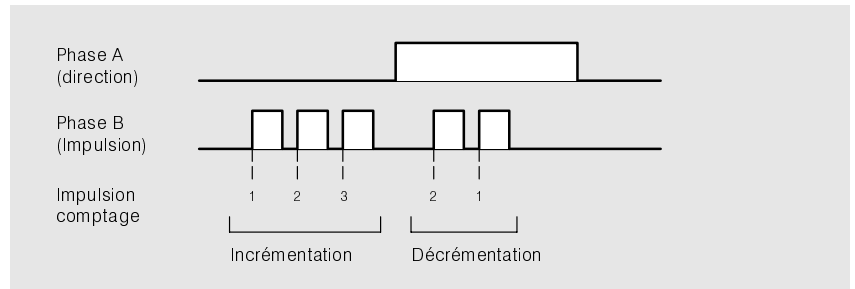 Phase A
(direction)
Phase B
(Impulsion)
Impulsion
comptage
1 2 3 2 1
Incrémentation Décrémentation